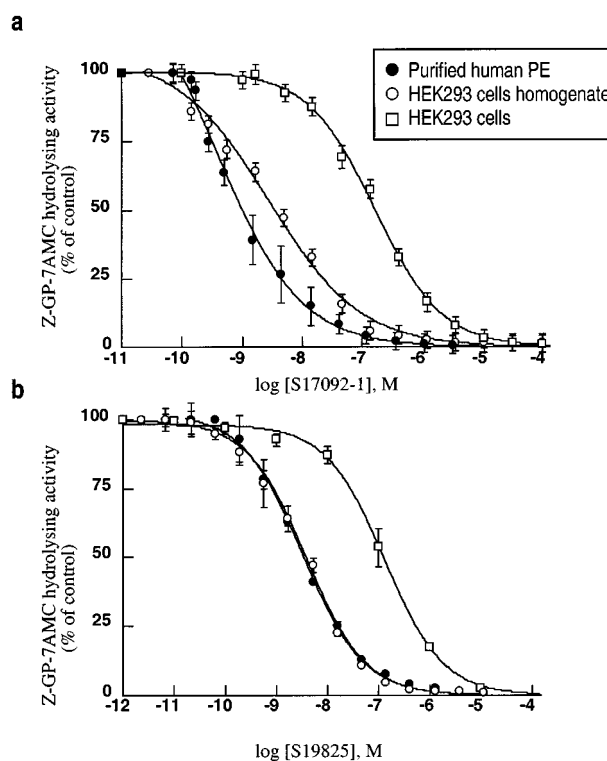 a
Purified human PE
HEK293 cells homogenate
HEK293 cells
Z-GP-7AMC hydrolysing activity
(% of control)
100
75
50
25
0
-11 -10 -9 -8 -7 -6 -5 -4
log [S17092-1], M
b
Z-GP-7AMC hydrolysing activity
(% of control)
100
75
50
25
0
-12 -11 -10 -9 -8 -7 -6 -5 -4
log [S19825], M